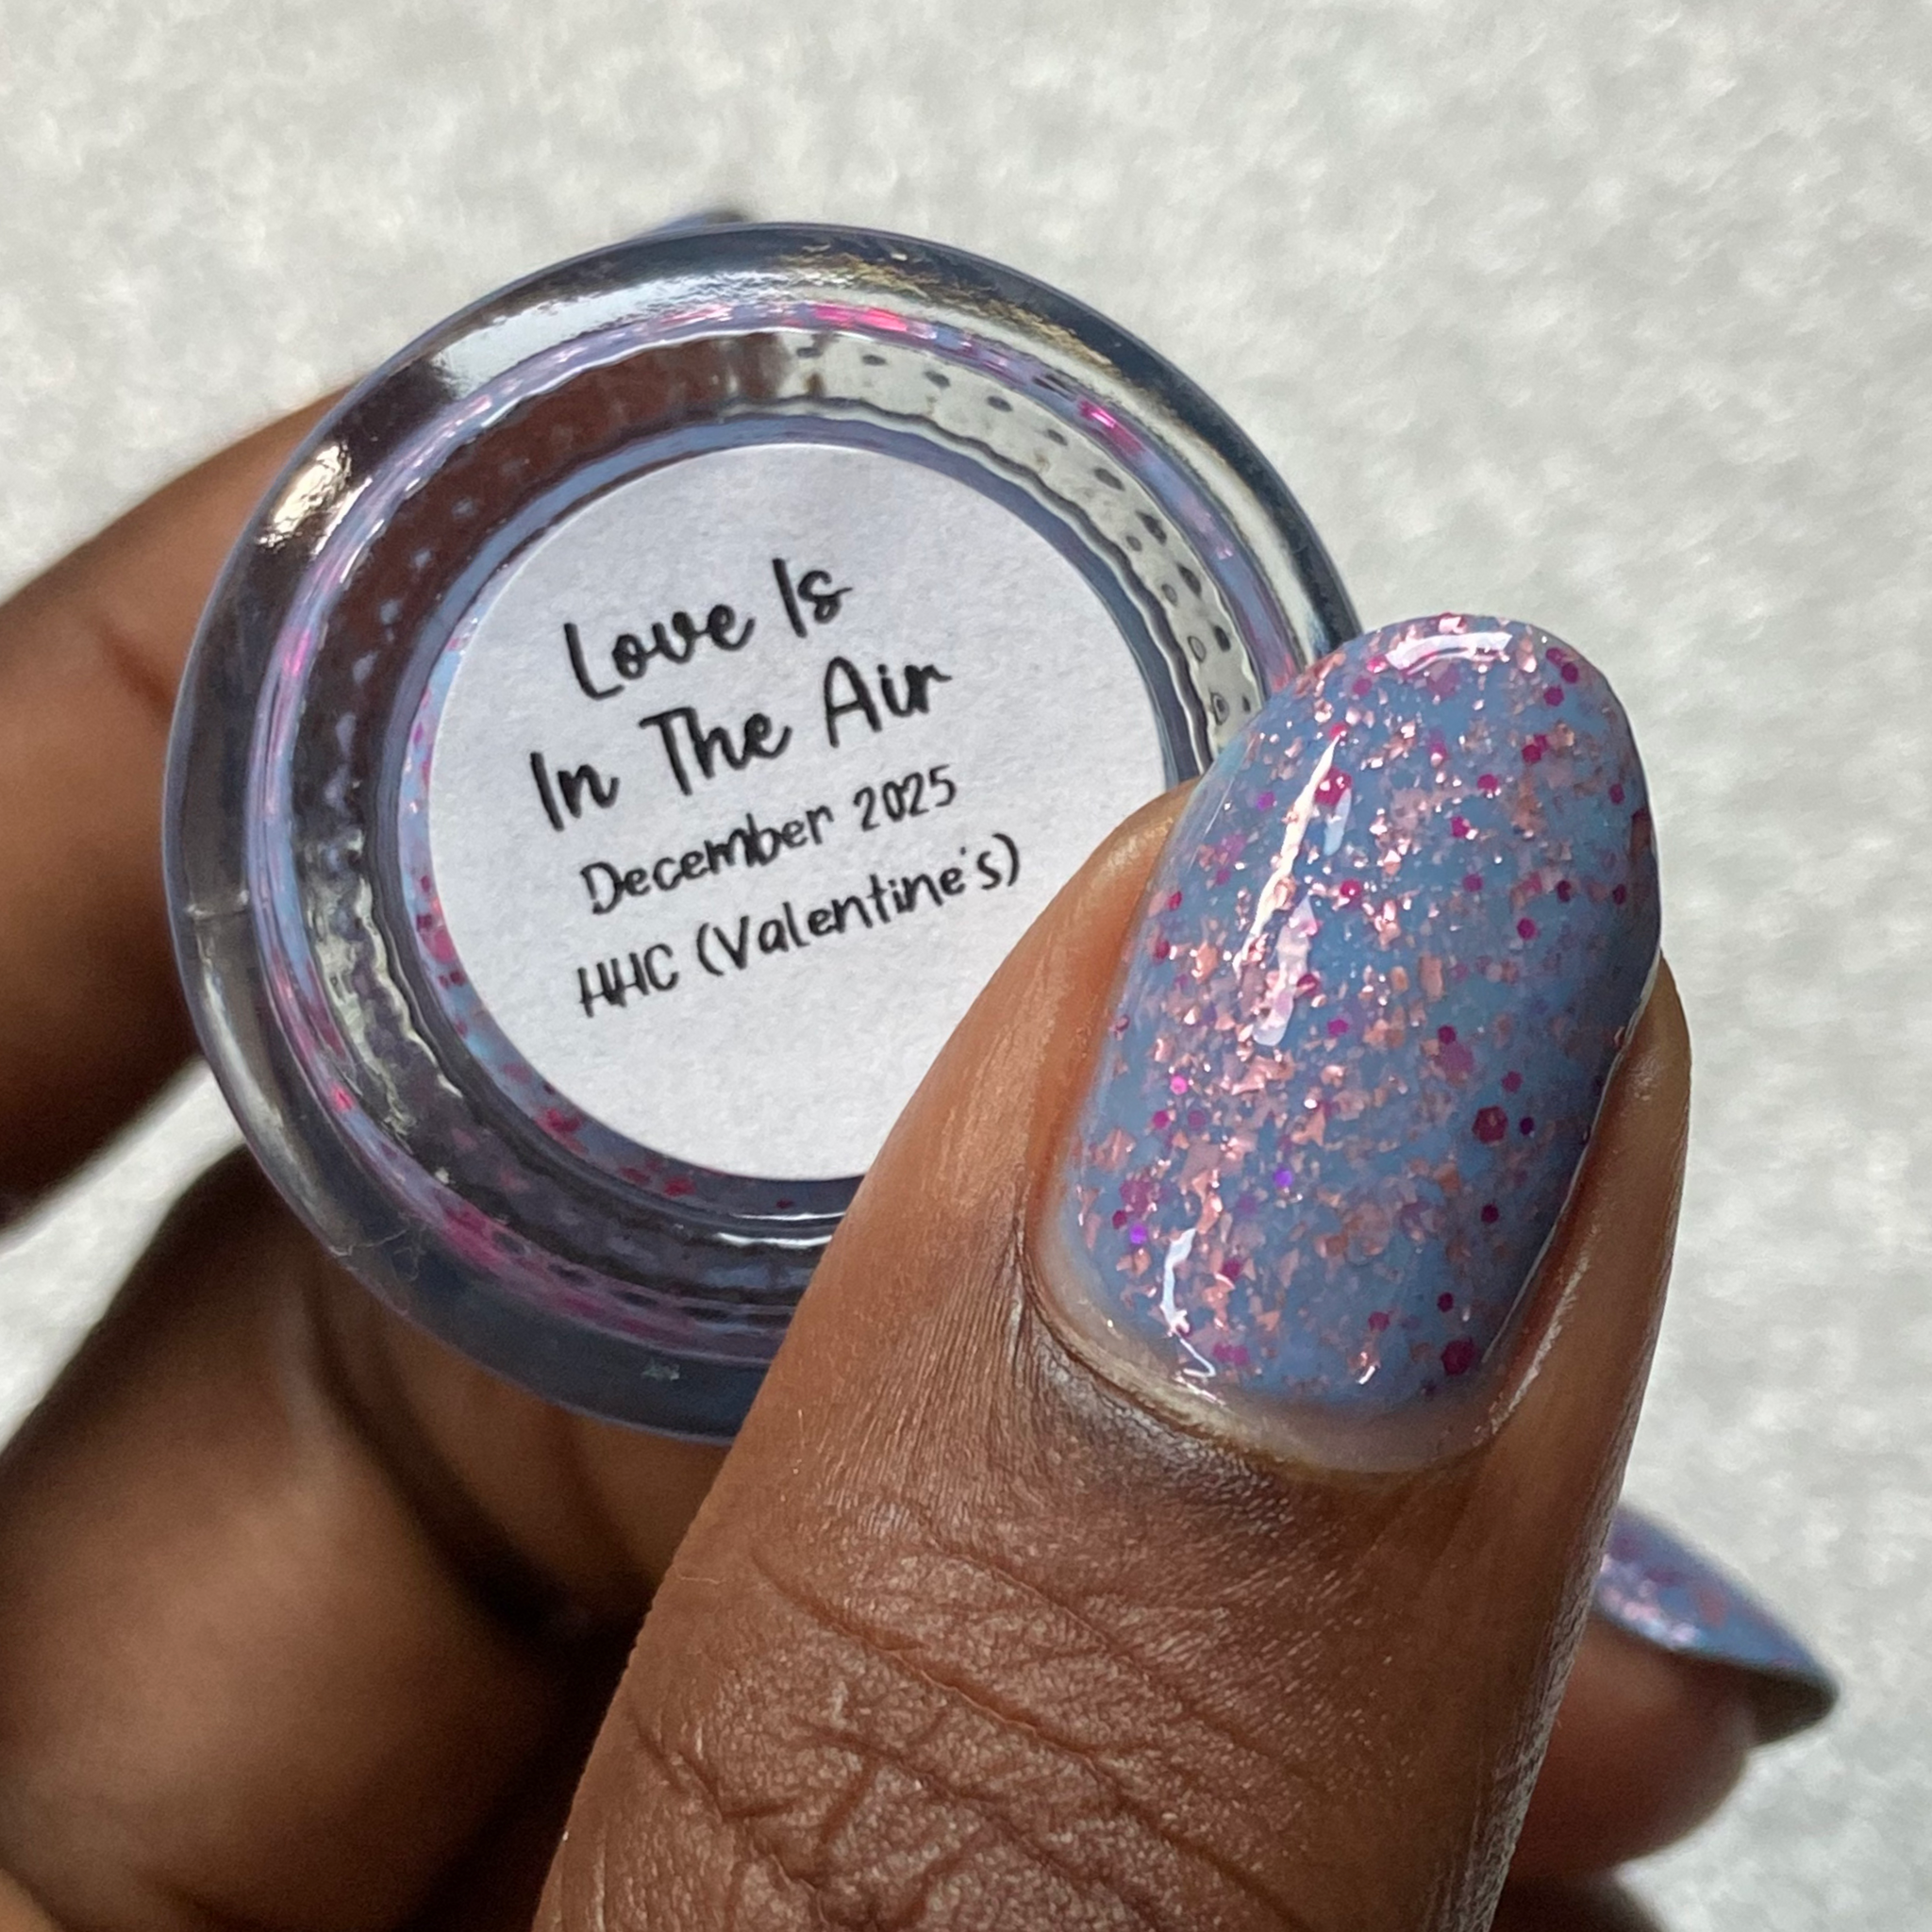 Love Is
In The Air
December 2025
HHC (Valentine's)